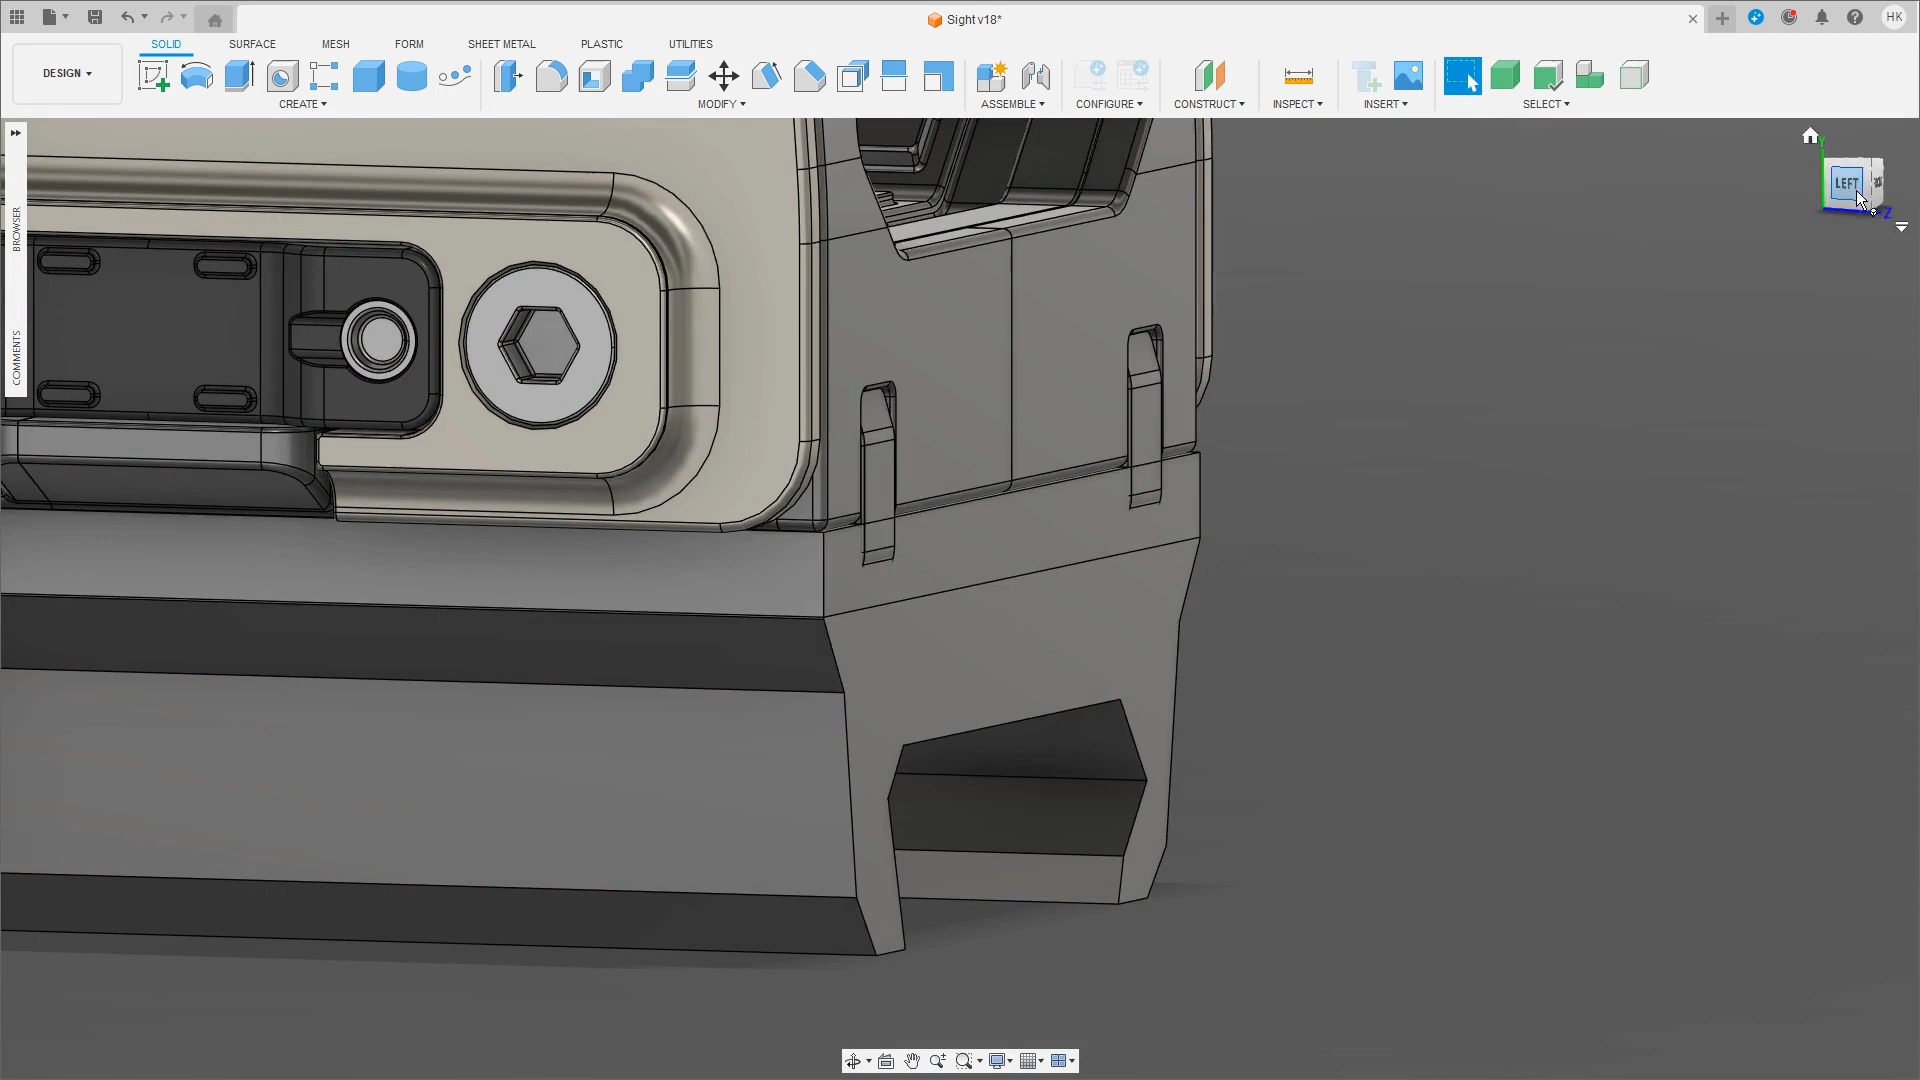 Sight v18*
HK
DESIGN
SOLID
SURFACE
MESH
FORM
SHEET METAL
PLASTIC
UTILITIES
CREATE
MODIFY
ASSEMBLE
CONFIGURE
CONSTRUCT
INSPECT
INSERT
SELECT
BROWSER
COMMENTS
Y
LEFT
Z